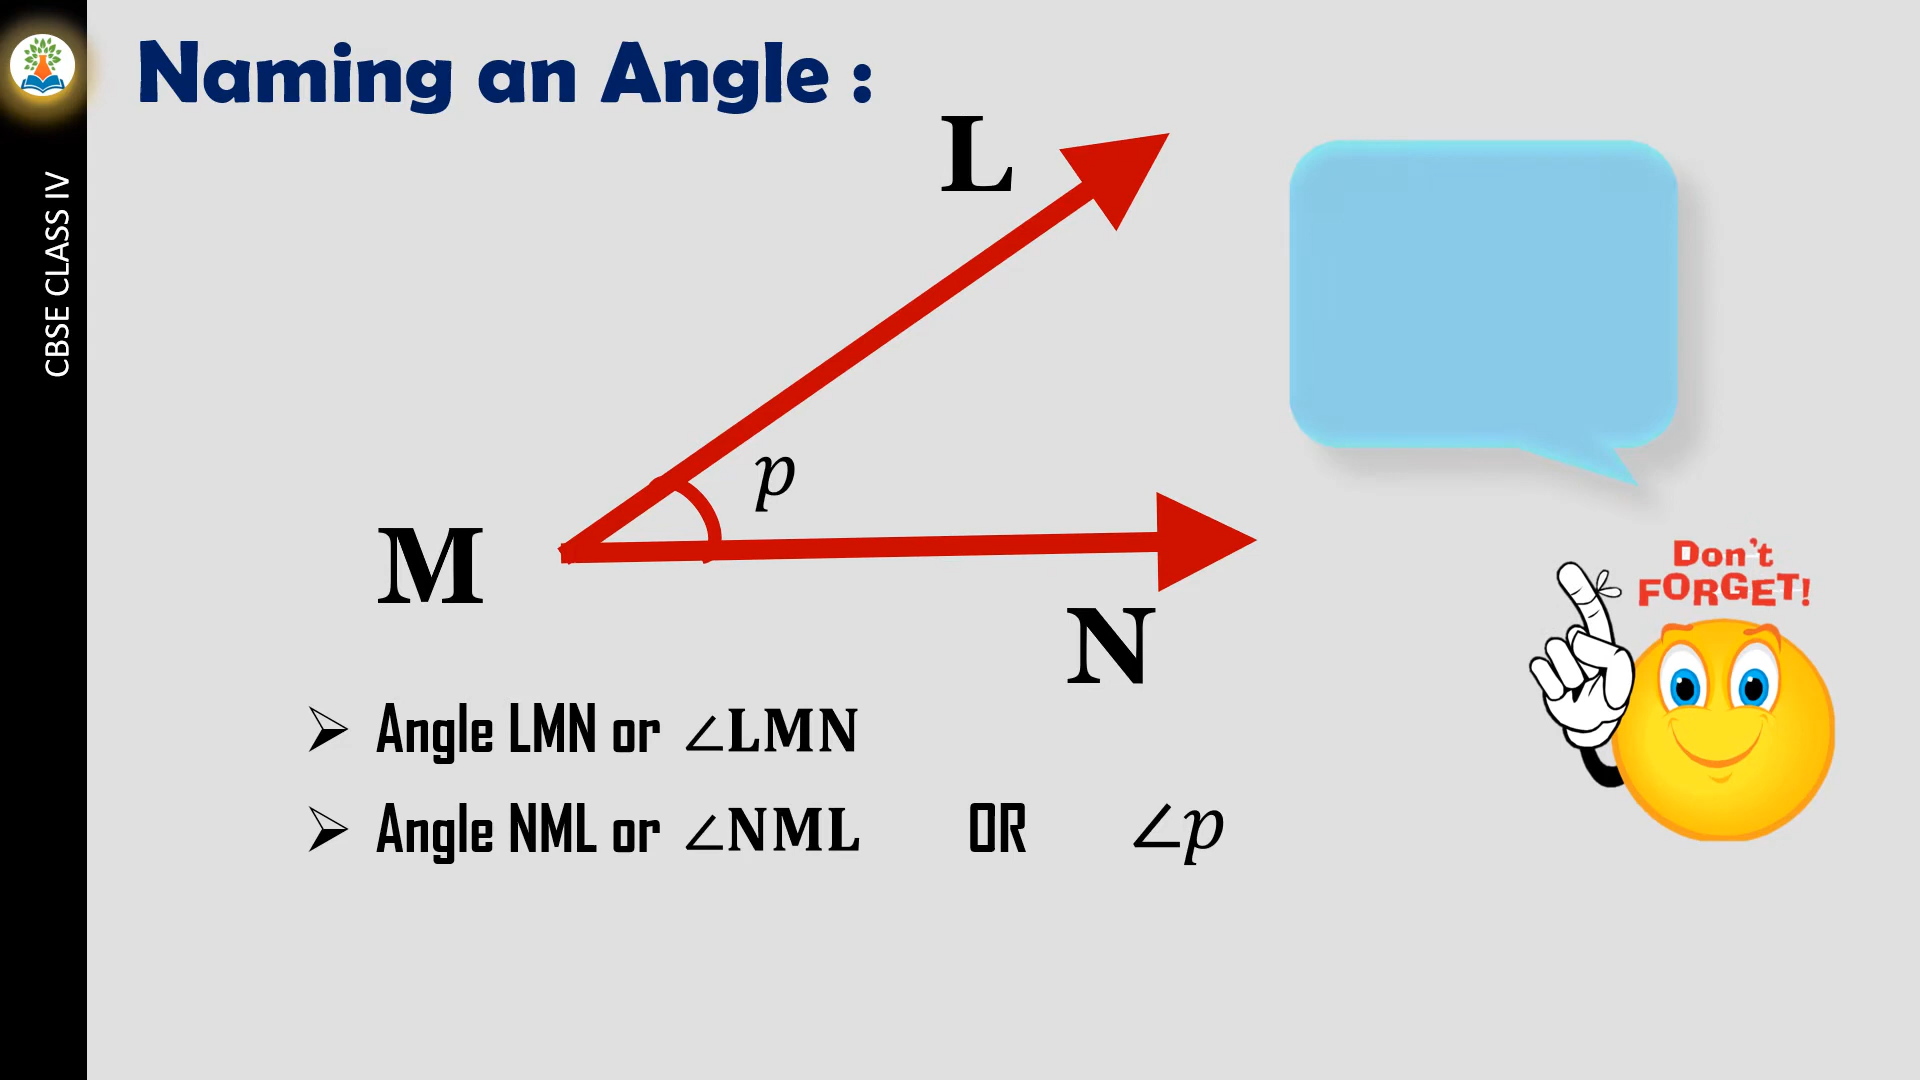 Naming an Angle :
CBSE CLASS IV
L
p
M
N
Don't
FORGET!
➢ Angle LMN or ∠LMN
➢ Angle NML or ∠NML OR ∠p